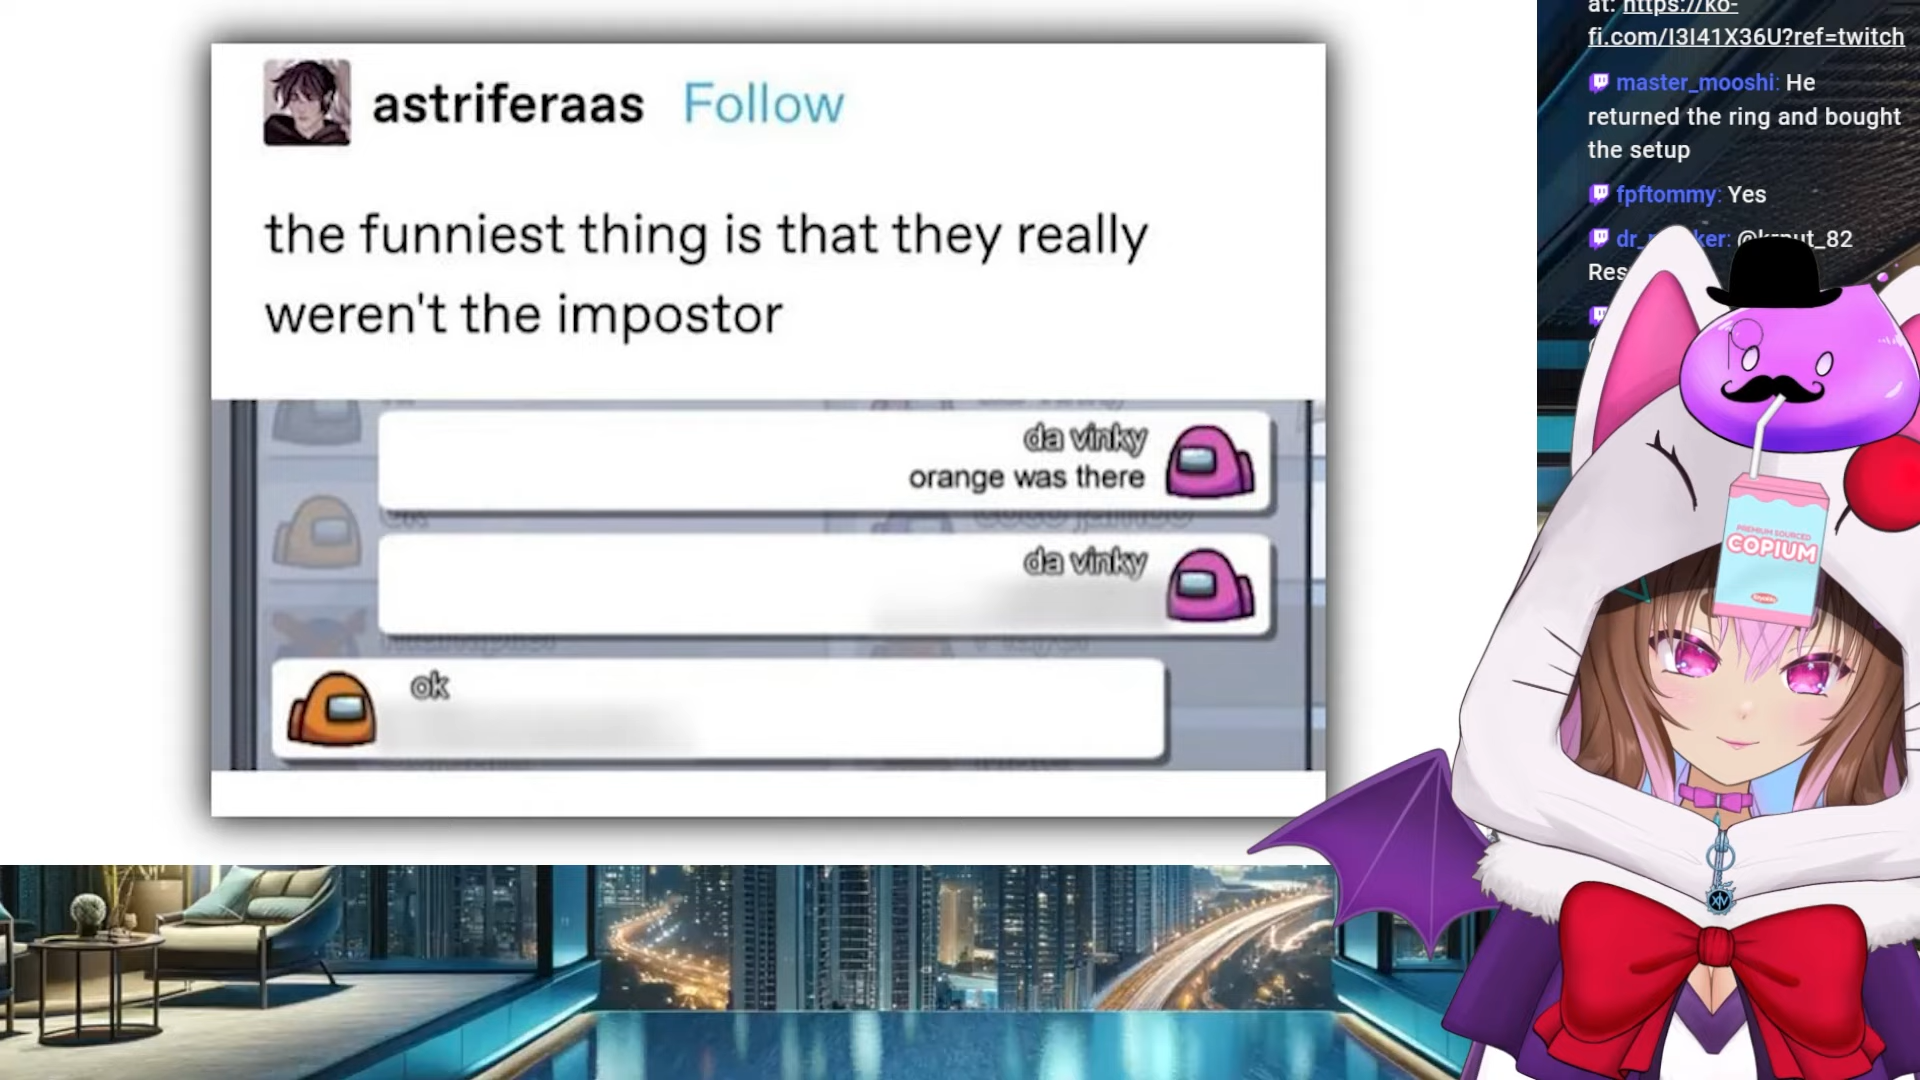 astriferaas Follow
the funniest thing is that they really
weren't the impostor
da vinky
orange was there
da vinky
ok
at: https://ko-
fi.com/I3I41X36U?ref=twitch
master_mooshi: He
returned the ring and bought
the setup
fpftommy: Yes
PREMIUM SOURCED
COPIUM
XIV